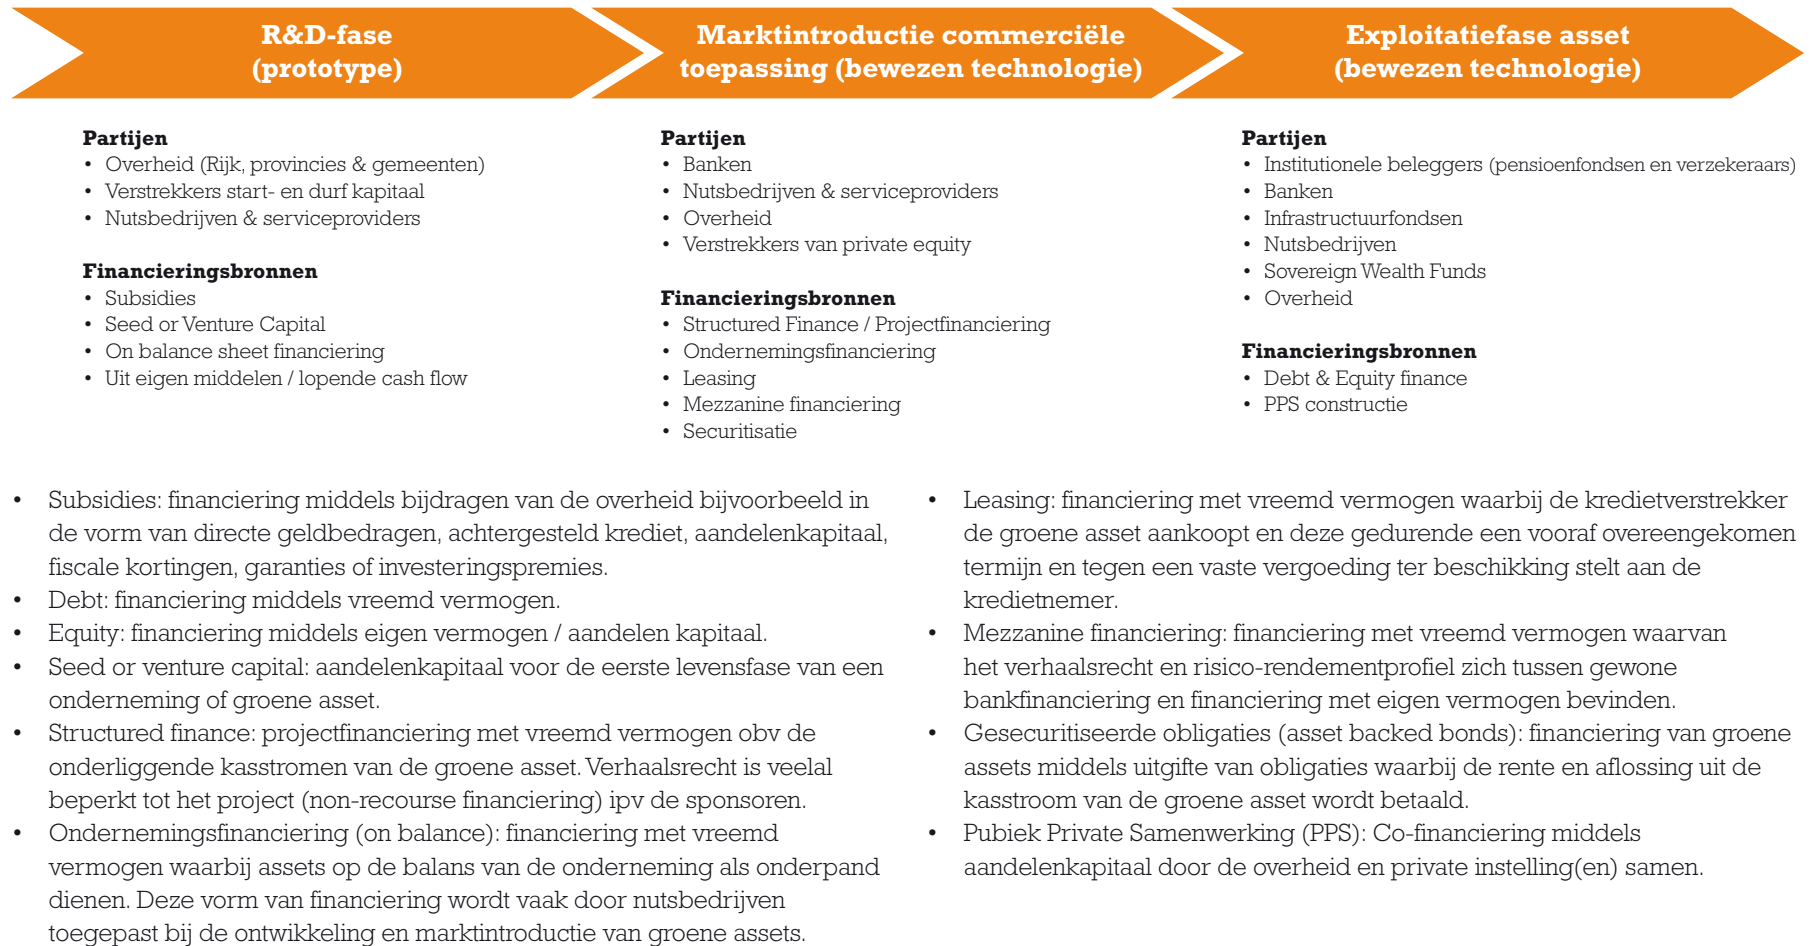 R&D-fase
(prototype)
Marktintroductie commerciële
toepassing (bewezen technologie)
Exploitatiefase asset
(bewezen technologie)
Partijen
• Overheid (Rijk, provincies & gemeenten)
• Verstrekkers start- en durf kapitaal
• Nutsbedrijven & serviceproviders
Financieringsbronnen
• Subsidies
• Seed or Venture Capital
• On balance sheet financiering
• Uit eigen middelen / lopende cash flow
Partijen
• Banken
• Nutsbedrijven & serviceproviders
• Overheid
• Verstrekkers van private equity
Financieringsbronnen
• Structured Finance / Projectfinanciering
• Ondernemingsfinanciering
• Leasing
• Mezzanine financiering
• Securitisatie
Partijen
• Institutionele beleggers (pensioenfondsen en verzekeraars)
• Banken
• Infrastructuurfondsen
• Nutsbedrijven
• Sovereign Wealth Funds
• Overheid
Financieringsbronnen
• Debt & Equity finance
• PPS constructie
• Subsidies: financiering middels bijdragen van de overheid bijvoorbeeld in
de vorm van directe geldbedragen, achtergesteld krediet, aandelenkapitaal,
fiscale kortingen, garanties of investeringspremies.
• Debt: financiering middels vreemd vermogen.
• Equity: financiering middels eigen vermogen / aandelen kapitaal.
• Seed or venture capital: aandelenkapitaal voor de eerste levensfase van een
onderneming of groene asset.
• Structured finance: projectfinanciering met vreemd vermogen obv de
onderliggende kasstromen van de groene asset. Verhaalsrecht is veelal
beperkt tot het project (non-recourse financiering) ipv de sponsoren.
• Ondernemingsfinanciering (on balance): financiering met vreemd
vermogen waarbij assets op de balans van de onderneming als onderpand
dienen. Deze vorm van financiering wordt vaak door nutsbedrijven
toegepast bij de ontwikkeling en marktintroductie van groene assets.
• Leasing: financiering met vreemd vermogen waarbij de kredietverstrekker
de groene asset aankoopt en deze gedurende een vooraf overeengekomen
termijn en tegen een vaste vergoeding ter beschikking stelt aan de
kredietnemer.
• Mezzanine financiering: financiering met vreemd vermogen waarvan
het verhaalsrecht en risico-rendementprofiel zich tussen gewone
bankfinanciering en financiering met eigen vermogen bevinden.
• Gesecuritiseerde obligaties (asset backed bonds): financiering van groene
assets middels uitgifte van obligaties waarbij de rente en aflossing uit de
kasstroom van de groene asset wordt betaald.
• Pubiek Private Samenwerking (PPS): Co-financiering middels
aandelenkapitaal door de overheid en private instelling(en) samen.